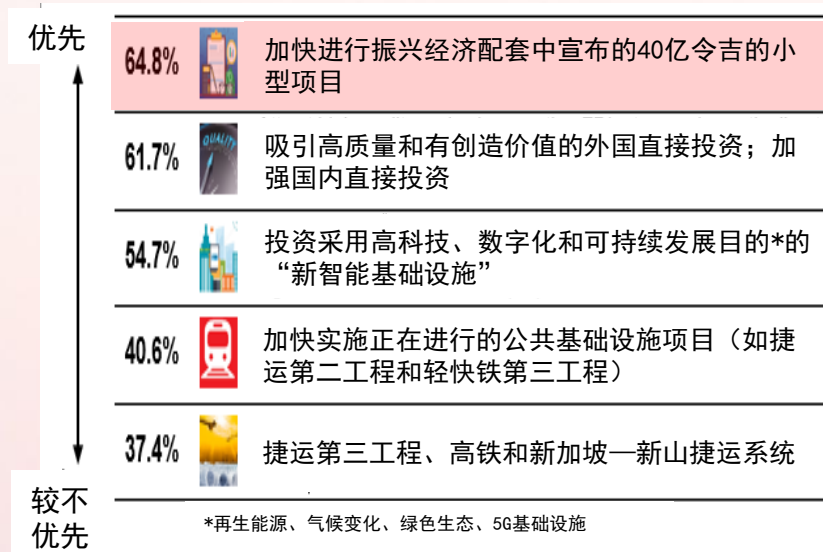 优先
64.8%
加快进行振兴经济配套中宣布的40亿令吉的小
型项目
61.7%
QUALITY
吸引高质量和有创造价值的外国直接投资；加
强国内直接投资
54.7%
投资采用高科技、数字化和可持续发展目的*的
“新智能基础设施”
40.6%
加快实施正在进行的公共基础设施项目（如捷
运第二工程和轻快铁第三工程）
37.4%
捷运第三工程、高铁和新加坡—新山捷运系统
较不
优先
*再生能源、气候变化、绿色生态、5G基础设施